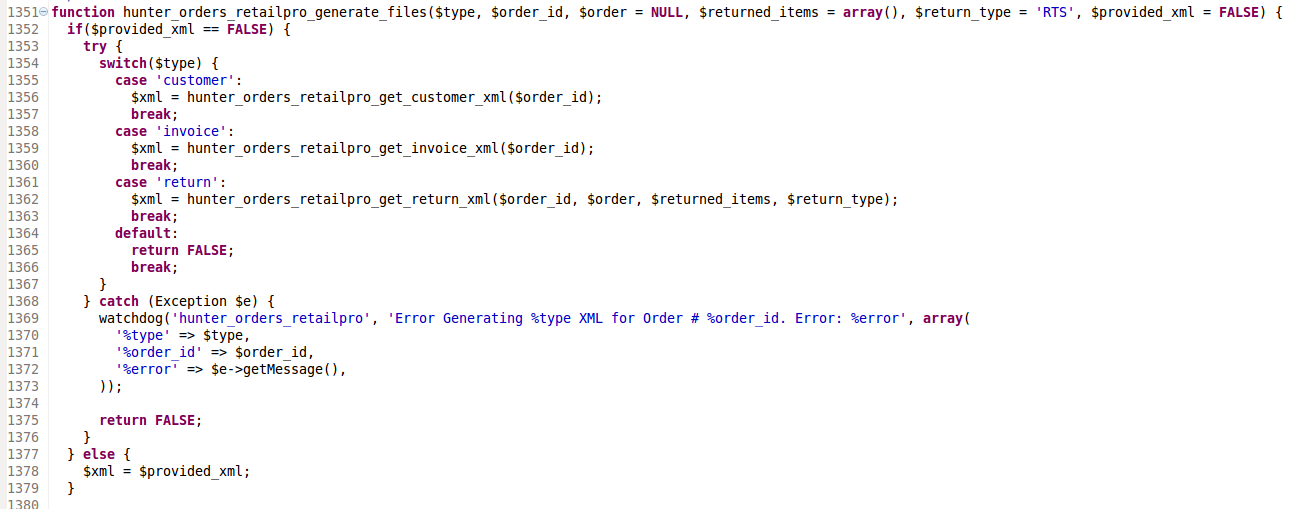 1351 function hunter_orders_retailpro_generate_files($type, $order_id, $order = NULL, $returned_items = array(), $return_type = 'RTS', $provided_xml = FALSE) {
1352   if($provided_xml == FALSE) {
1353     try {
1354       switch($type) {
1355         case 'customer':
1356           $xml = hunter_orders_retailpro_get_customer_xml($order_id);
1357           break;
1358         case 'invoice':
1359           $xml = hunter_orders_retailpro_get_invoice_xml($order_id);
1360           break;
1361         case 'return':
1362           $xml = hunter_orders_retailpro_get_return_xml($order_id, $order, $returned_items, $return_type);
1363           break;
1364         default:
1365           return FALSE;
1366           break;
1367       }
1368     } catch (Exception $e) {
1369       watchdog('hunter_orders_retailpro', 'Error Generating %type XML for Order # %order_id. Error: %error', array(
1370         '%type' => $type,
1371         '%order_id' => $order_id,
1372         '%error' => $e->getMessage(),
1373       ));
1374
1375       return FALSE;
1376     }
1377   } else {
1378     $xml = $provided_xml;
1379   }
1380